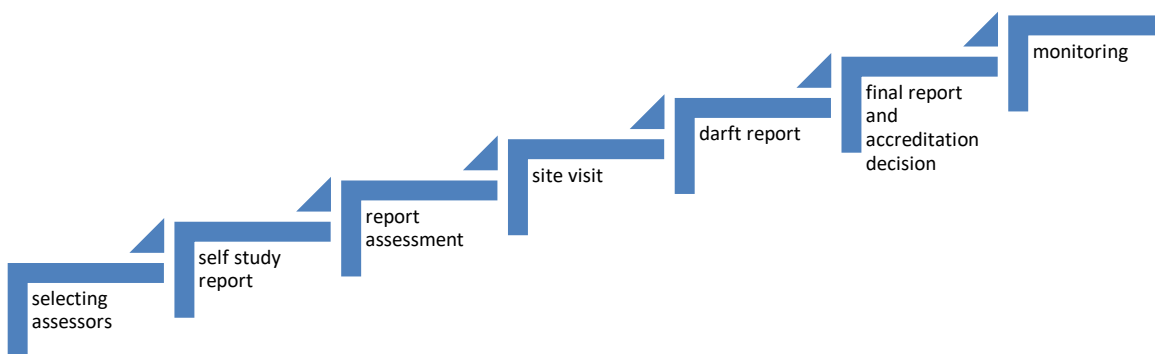 selecting
assessors
self study
report
report
assessment
site visit
darft report
final report
and
accreditation
decision
monitoring